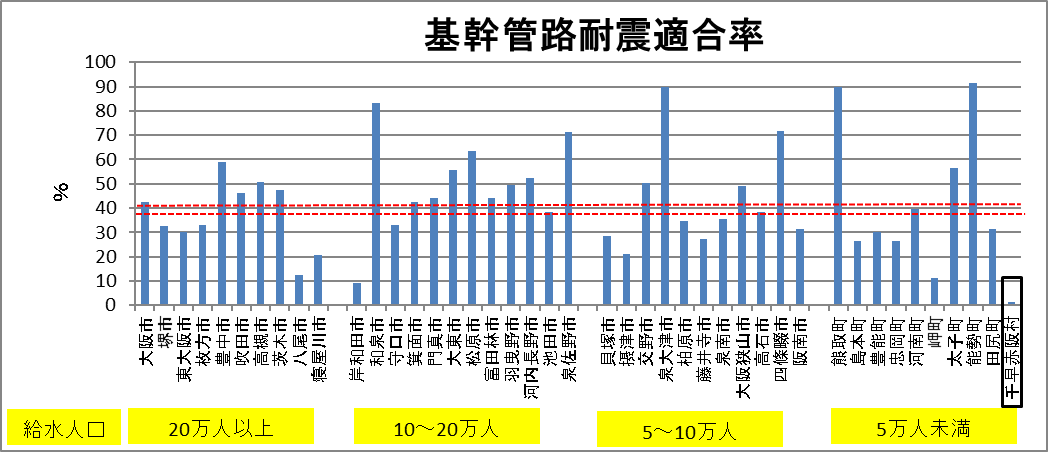 基幹管路耐震適合率
%
100
90
80
70
60
50
40
30
20
10
0
大阪市
堺市
東大阪市
枚方市
豊中市
吹田市
高槻市
茨木市
八尾市
寝屋川市
岸和田市
和泉市
守口市
箕面市
門真市
大東市
松原市
富田林市
羽曳野市
河内長野市
池田市
泉佐野市
貝塚市
摂津市
交野市
泉大津市
柏原市
藤井寺市
泉南市
大阪狭山市
高石市
四條畷市
阪南市
熊取町
島本町
豊能町
忠岡町
河南町
岬町
太子町
能勢町
田尻町
千早赤阪村
給水人口
20万人以上
10～20万人
5～10万人
5万人未満